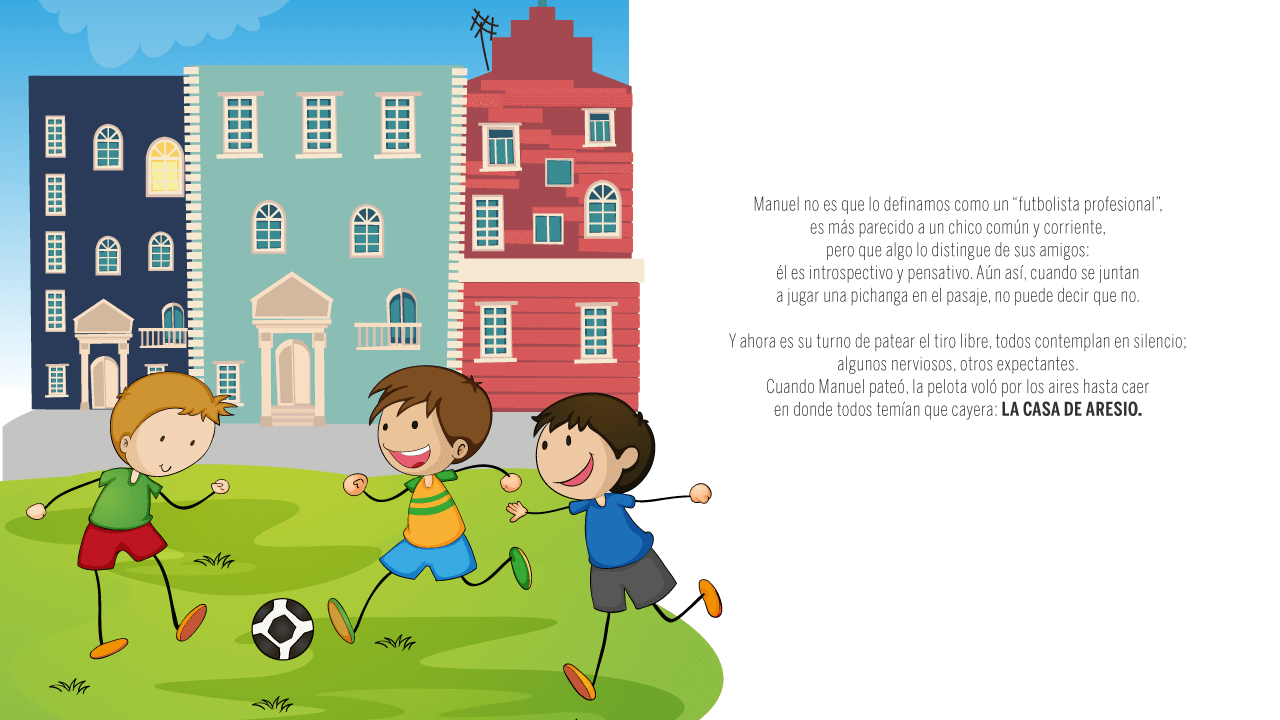 Manuel no es que lo definamos como un “futbolista profesional”,
es más parecido a un chico común y corriente,
pero que algo lo distingue de sus amigos:
él es introspectivo y pensativo. Aún así, cuando se juntan
a jugar una pichanga en el pasaje, no puede decir que no.
Y ahora es su turno de patear el tiro libre, todos contemplan en silencio;
algunos nerviosos, otros expectantes.
Cuando Manuel pateó, la pelota voló por los aires hasta caer
en donde todos temían que cayera: LA CASA DE ARESIO.